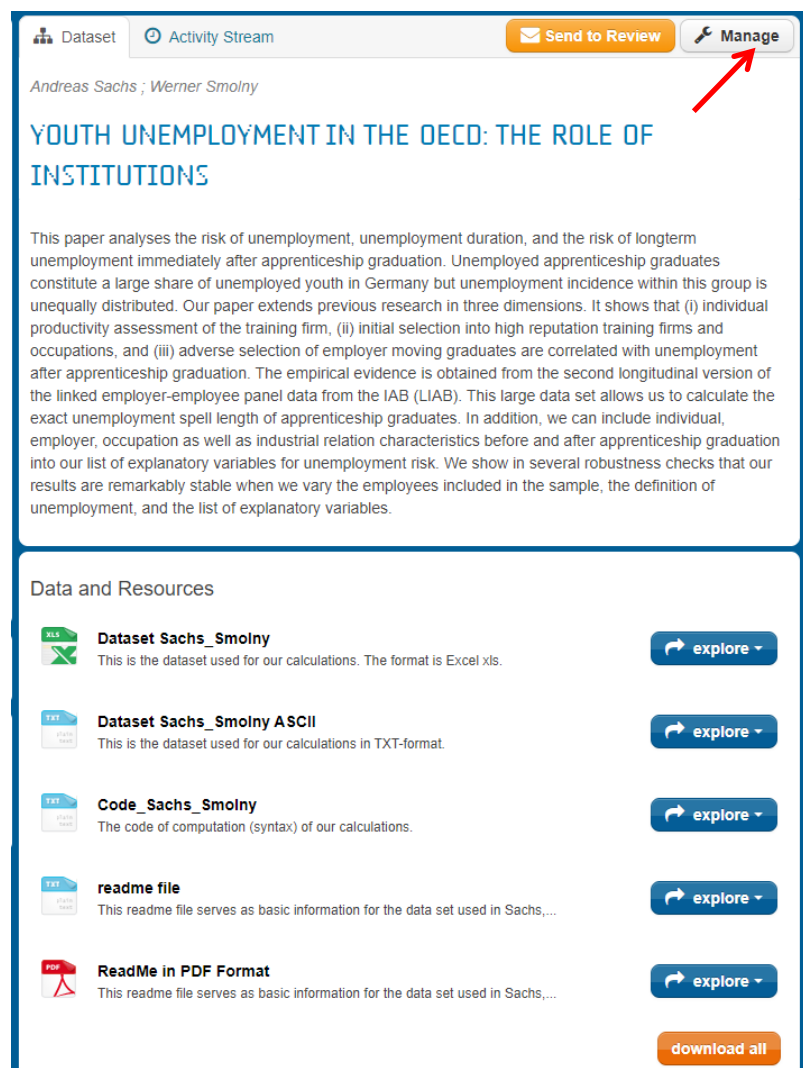 Dataset Activity Stream Send to Review Manage
Andreas Sachs ; Werner Smolny
YOUTH UNEMPLOYMENT IN THE OECD: THE ROLE OF
INSTITUTIONS
This paper analyses the risk of unemployment, unemployment duration, and the risk of longterm
unemployment immediately after apprenticeship graduation. Unemployed apprenticeship graduates
constitute a large share of unemployed youth in Germany but unemployment incidence within this group is
unequally distributed. Our paper extends previous research in three dimensions. It shows that (i) individual
productivity assessment of the training firm, (ii) initial selection into high reputation training firms and
occupations, and (iii) adverse selection of employer moving graduates are correlated with unemployment
after apprenticeship graduation. The empirical evidence is obtained from the second longitudinal version of
the linked employer-employee panel data from the IAB (LIAB). This large data set allows us to calculate the
exact unemployment spell length of apprenticeship graduates. In addition, we can include individual,
employer, occupation as well as industrial relation characteristics before and after apprenticeship graduation
into our list of explanatory variables for unemployment risk. We show in several robustness checks that our
results are remarkably stable when we vary the employees included in the sample, the definition of
unemployment, and the list of explanatory variables.
Data and Resources
XLS
Dataset Sachs_Smolny
explore
This is the dataset used for our calculations. The format is Excel xls.
TXT
plain
text
Dataset Sachs_Smolny ASCII
explore
This is the dataset used for our calculations in TXT-format.
TXT
plain
text
Code_Sachs_Smolny
explore
The code of computation (syntax) of our calculations.
TXT
plain
text
readme file
explore
This readme file serves as basic information for the data set used in Sachs,...
PDF
ReadMe in PDF Format
explore
This readme file serves as basic information for the data set used in Sachs,...
download all